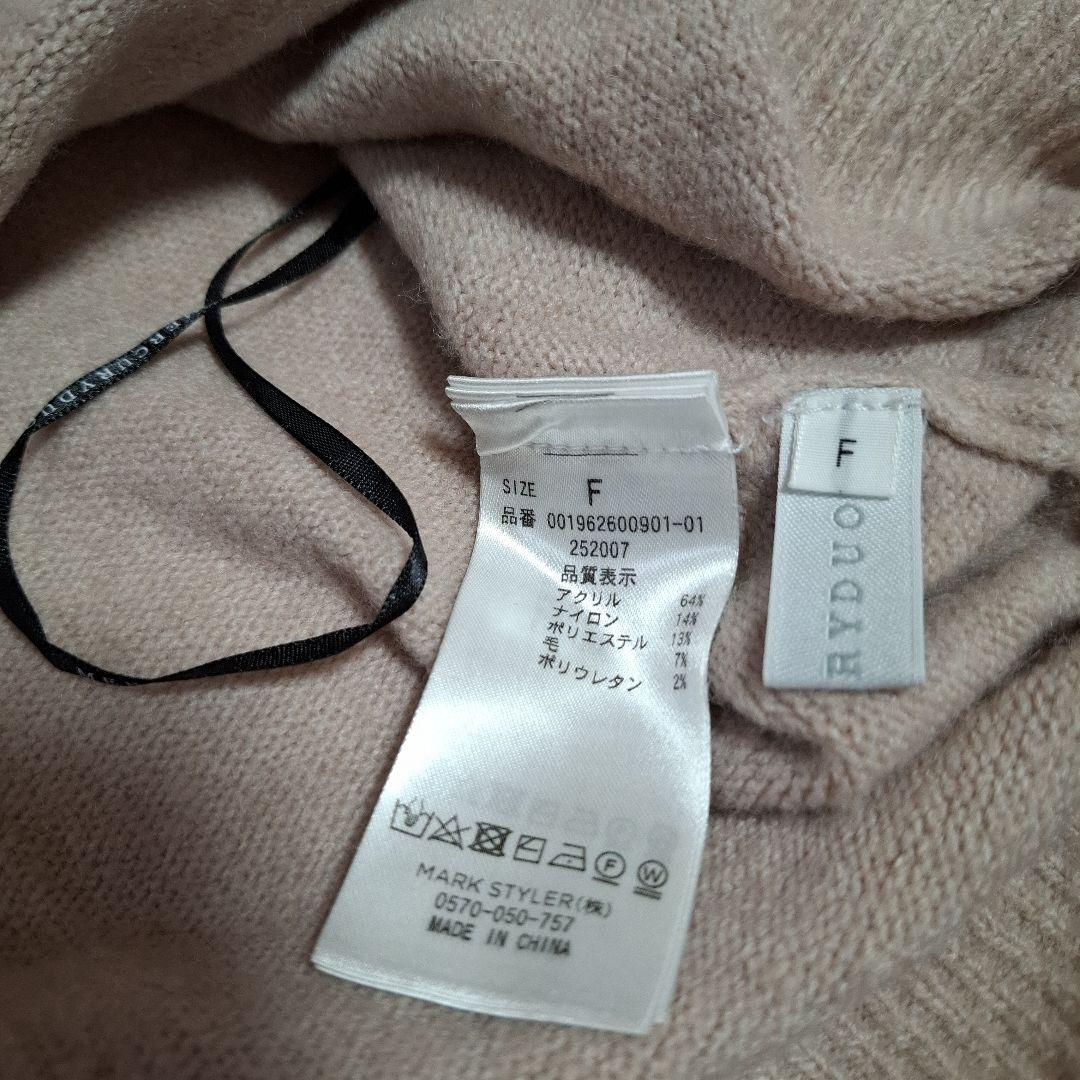 ERCURYDU
SIZE F
品番 001962600901-01
252007
品質表示
アクリル 64%
ナイロン 14%
ポリエステル 13%
毛 7%
ポリウレタン 2%
F
W
MARK STYLER(株)
0570-050-757
MADE IN CHINA
F
RYDUO